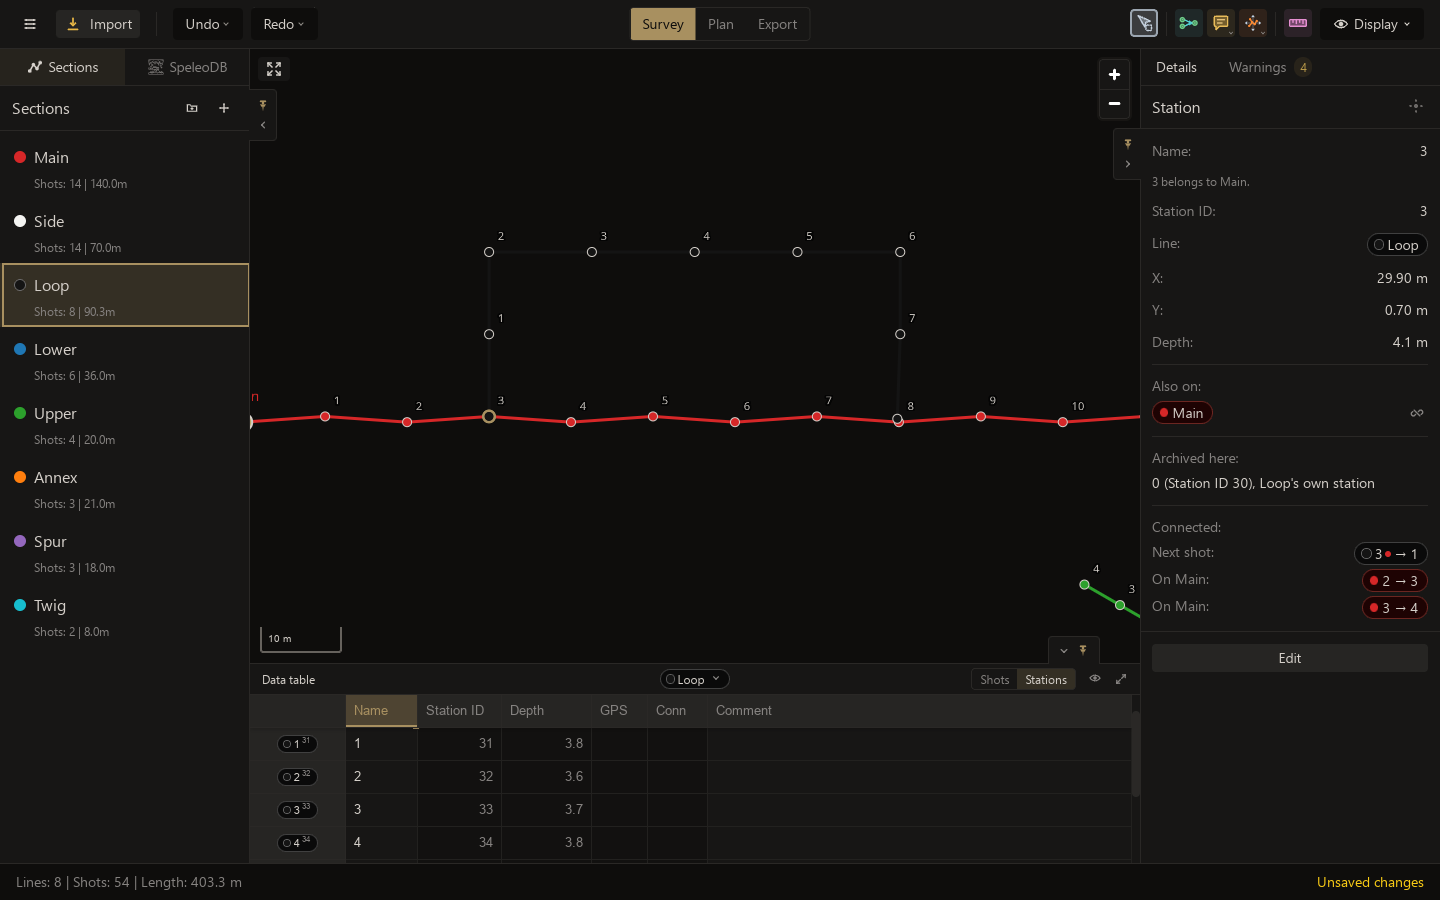 Import
Undo
Redo
Survey
Plan
Export
Display
Sections
SpeleoDB
Sections
Main
Shots: 14 | 140.0m
Side
Shots: 14 | 70.0m
Loop
Shots: 8 | 90.3m
Lower
Shots: 6 | 36.0m
Upper
Shots: 4 | 20.0m
Annex
Shots: 3 | 21.0m
Spur
Shots: 3 | 18.0m
Twig
Shots: 2 | 8.0m
2 3 4 5 6
1 7
n 1 2 3 4 5 6 7 8 9 10
4
3
10 m
Details
Warnings 4
Station
Name: 3
3 belongs to Main.
Station ID: 3
Line: Loop
X: 29.90 m
Y: 0.70 m
Depth: 4.1 m
Also on:
Main
Archived here:
0 (Station ID 30), Loop's own station
Connected:
Next shot: 3 → 1
On Main: 2 → 3
On Main: 3 → 4
Edit
Data table
Loop
Shots
Stations
Name Station ID Depth GPS Conn Comment
1 31 1 31 3.8
2 32 2 32 3.6
3 33 3 33 3.7
4 34 4 34 3.8
Lines: 8 | Shots: 54 | Length: 403.3 m
Unsaved changes